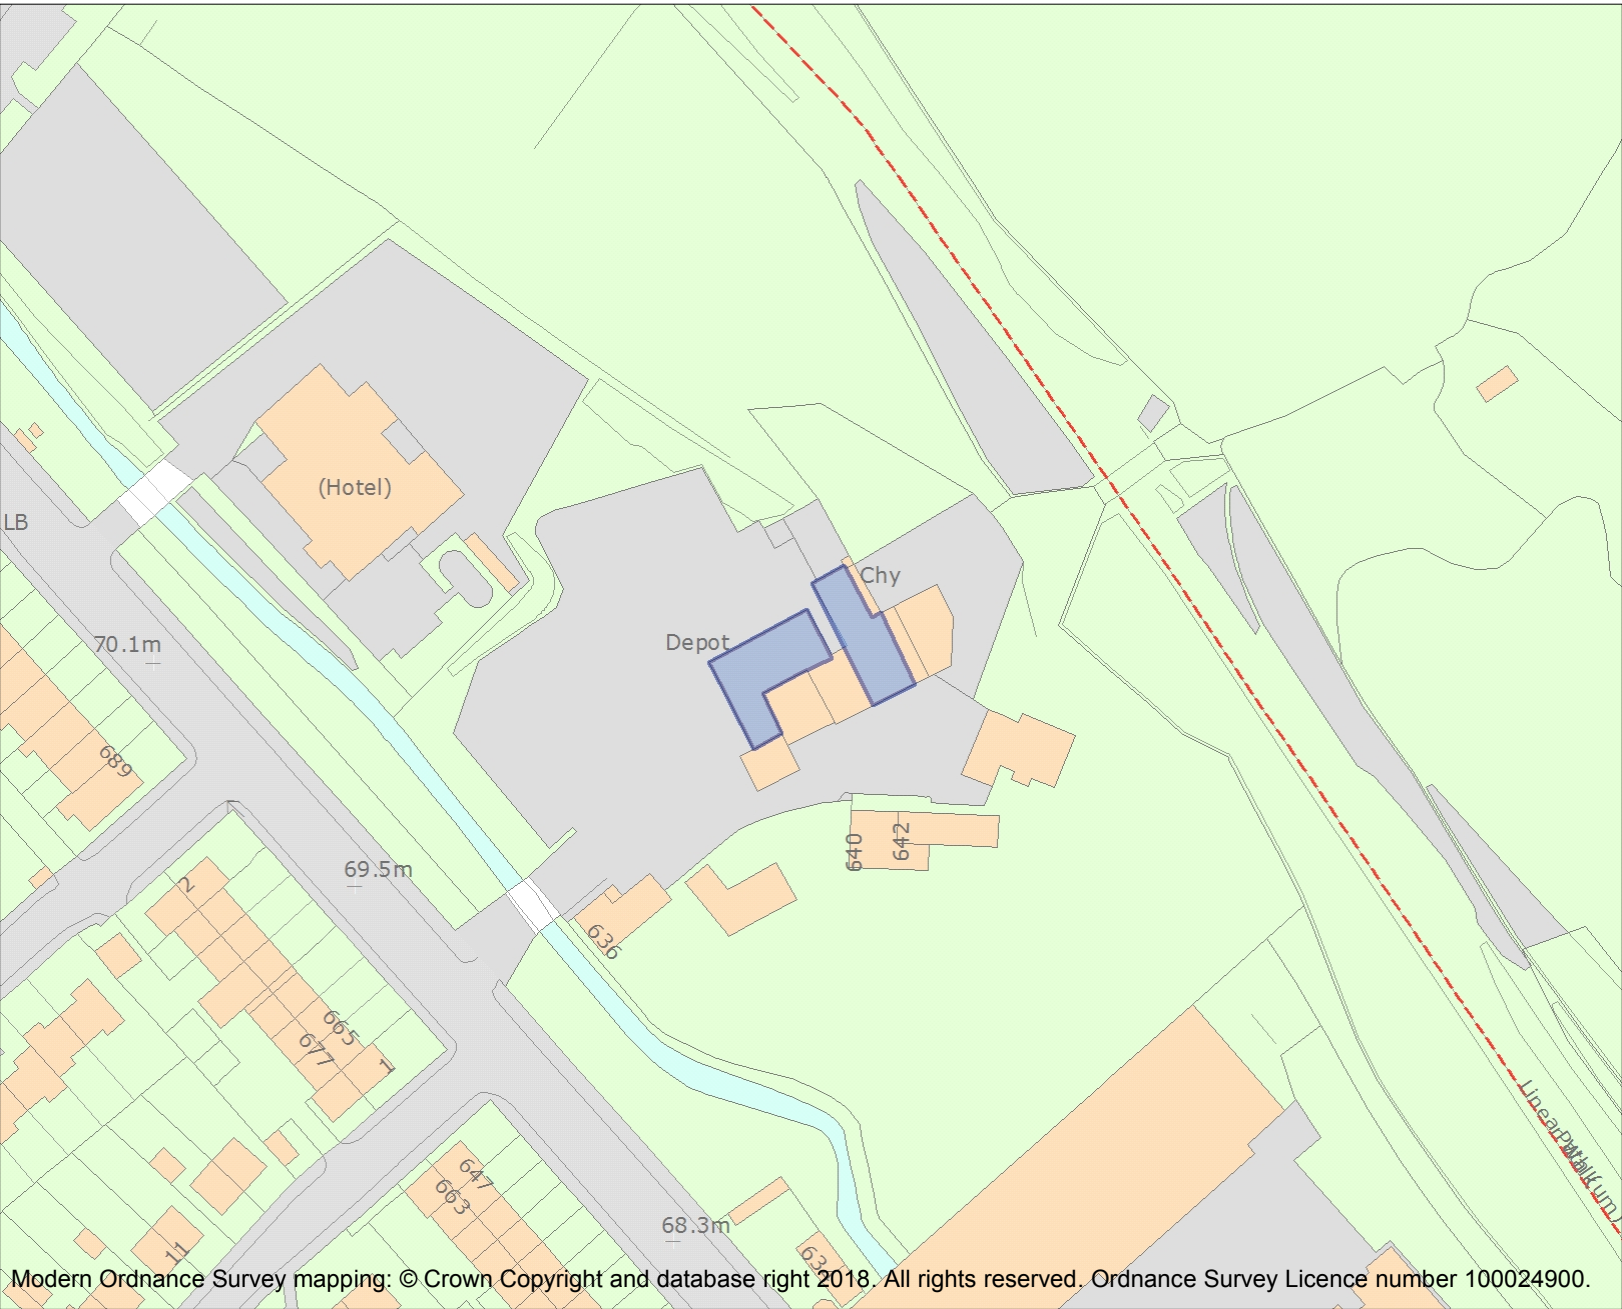 (Hotel)
LB
Chy
Depot
70.1m
689
640
642
69.5m
2
636
665
677
1
647
663
68.3m
11
Linear Walk
Modern Ordnance Survey mapping: © Crown Copyright and database right 2018. All rights reserved. Ordnance Survey Licence number 100024900.